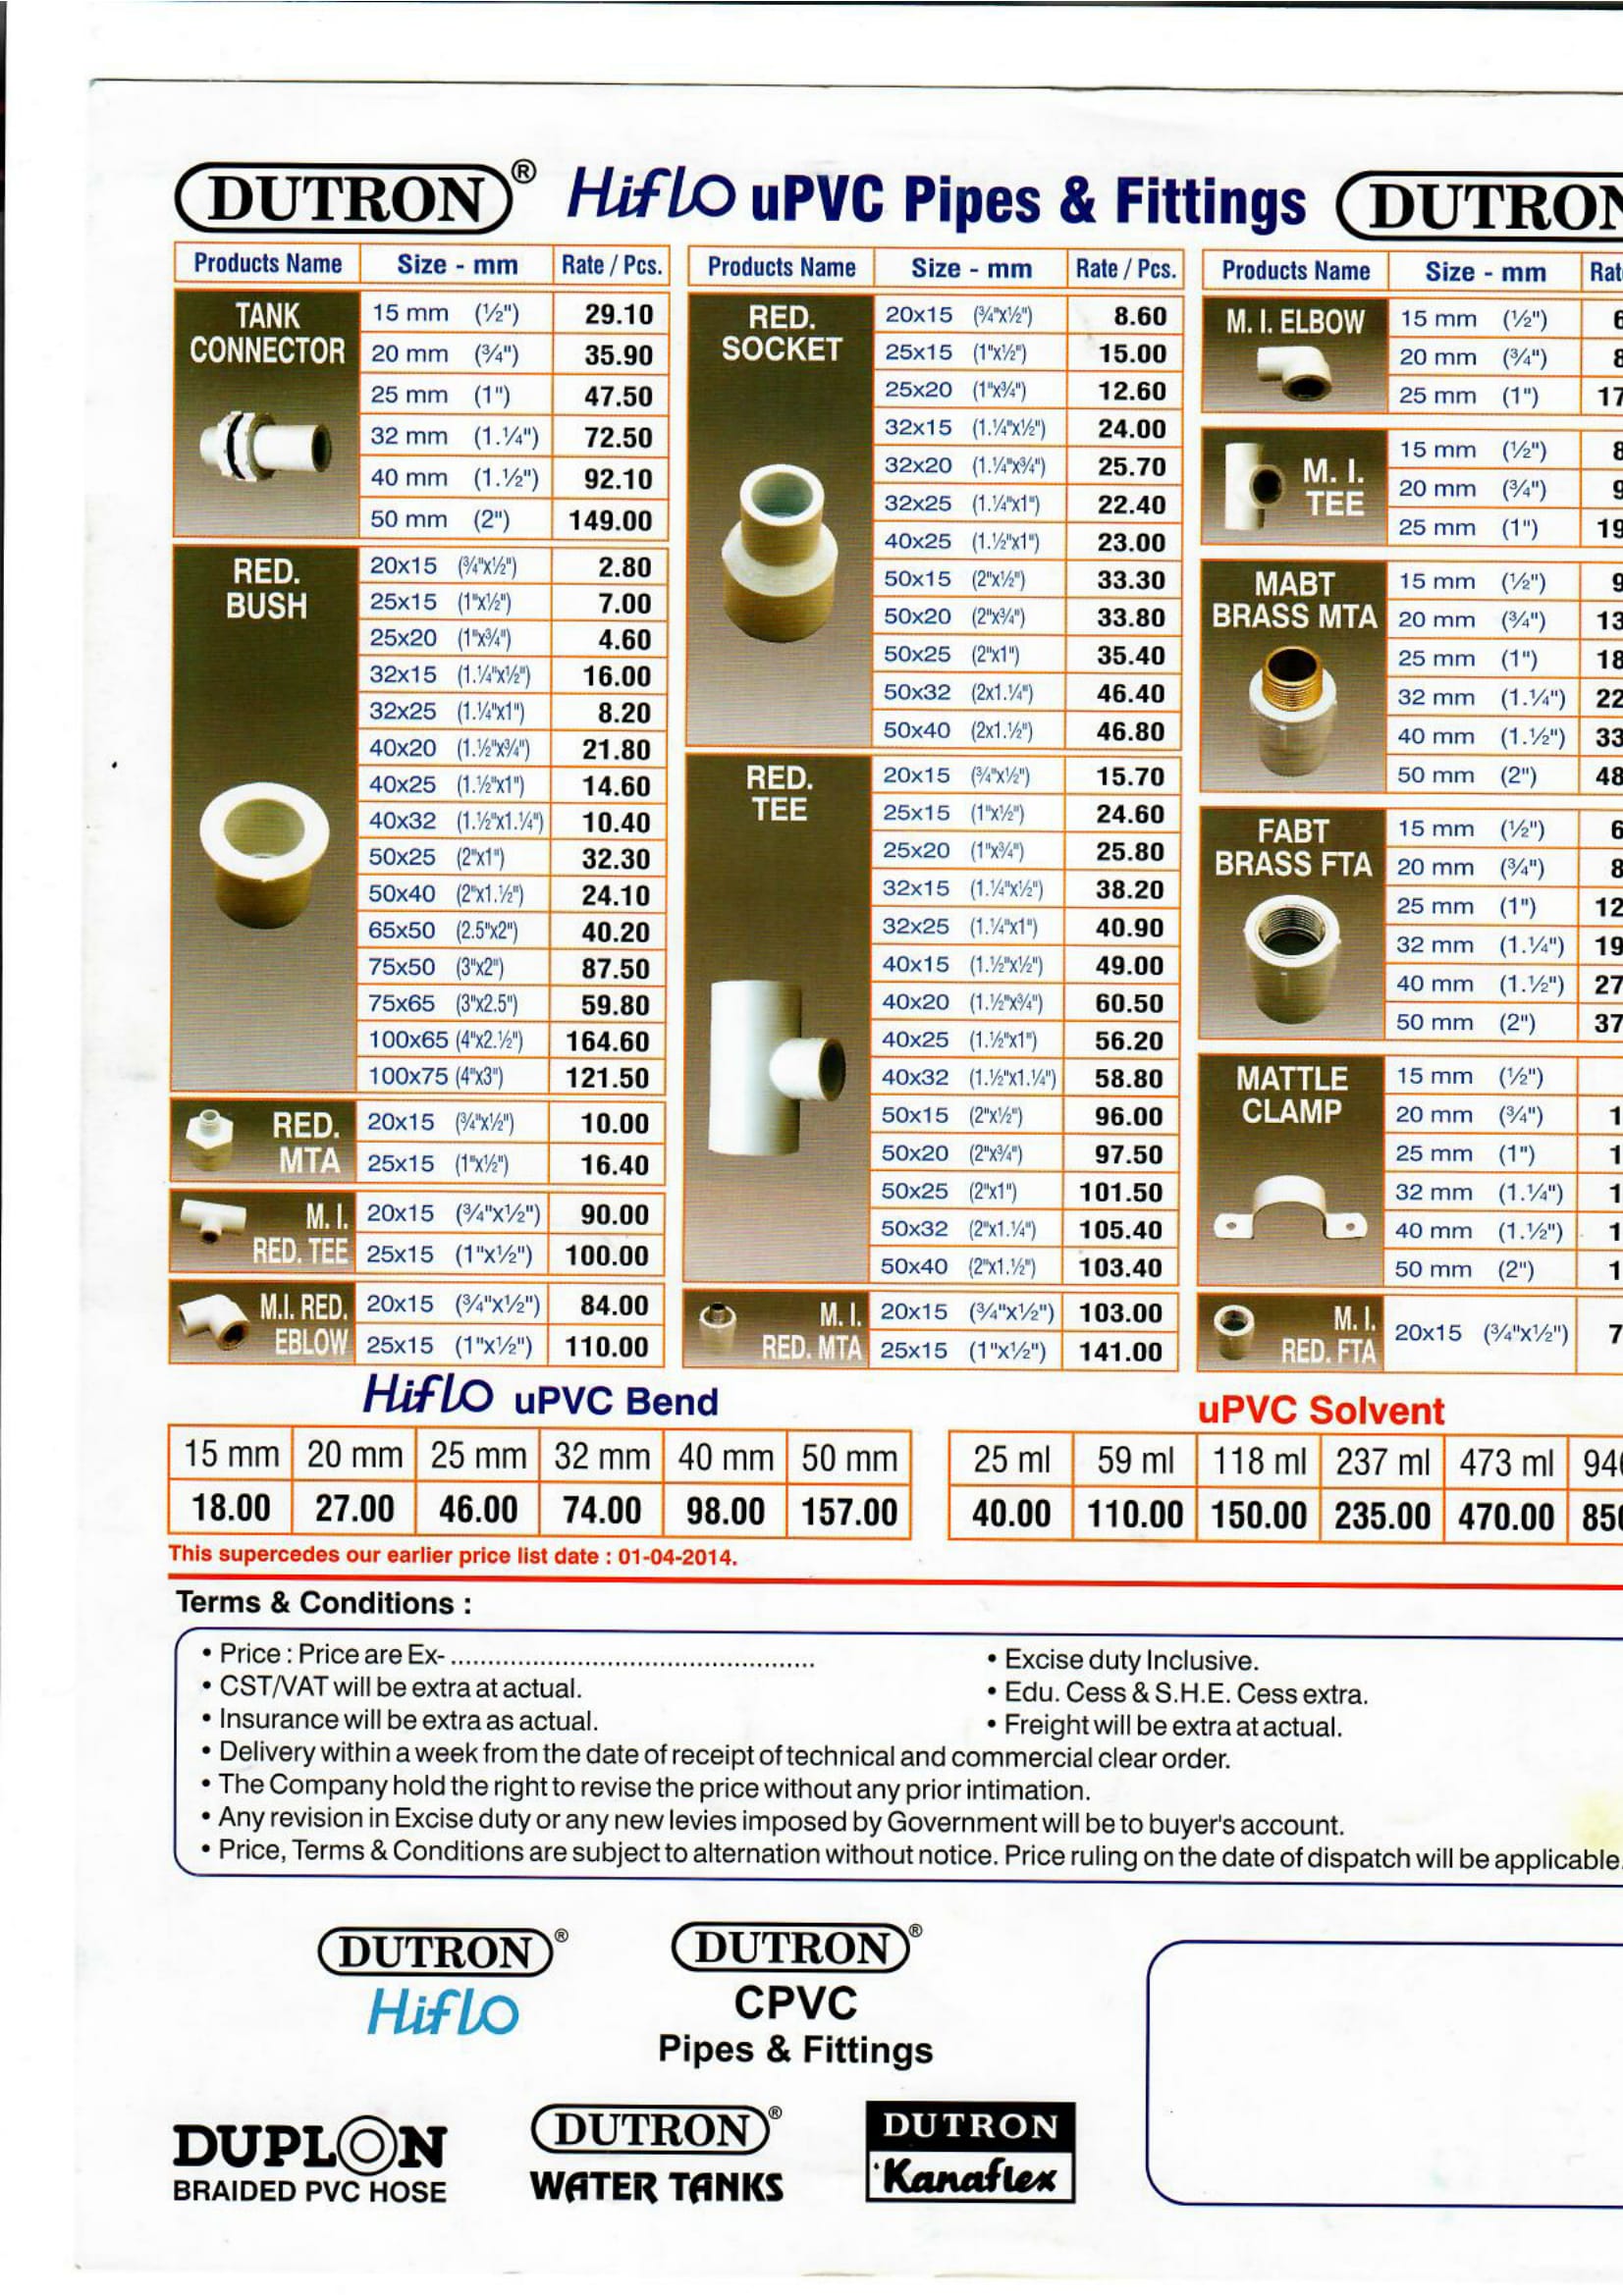 DUTRON® Hiflo uPVC Pipes & Fittings DUTRON
Products Name Size - mm Rate / Pcs.
TANK CONNECTOR
15 mm (½") 29.10
20 mm (¾") 35.90
25 mm (1") 47.50
32 mm (1.¼") 72.50
40 mm (1.½") 92.10
50 mm (2") 149.00
RED. BUSH
20x15 (¾"x½") 2.80
25x15 (1"x½") 7.00
25x20 (1"x¾") 4.60
32x15 (1.¼"x½") 16.00
32x25 (1.¼"x1") 8.20
40x20 (1.½"x¾") 21.80
40x25 (1.½"x1") 14.60
40x32 (1.½"x1.¼") 10.40
50x25 (2"x1") 32.30
50x40 (2"x1.½") 24.10
65x50 (2.5"x2") 40.20
75x50 (3"x2") 87.50
75x65 (3"x2.5") 59.80
100x65 (4"x2.½") 164.60
100x75 (4"x3") 121.50
RED. MTA
20x15 (¾"x½") 10.00
25x15 (1"x½") 16.40
M. I. RED. TEE
20x15 (¾"x½") 90.00
25x15 (1"x½") 100.00
M.I. RED. EBLOW
20x15 (¾"x½") 84.00
25x15 (1"x½") 110.00
Products Name Size - mm Rate / Pcs.
RED. SOCKET
20x15 (¾"x½") 8.60
25x15 (1"x½") 15.00
25x20 (1"x¾") 12.60
32x15 (1.¼"x½") 24.00
32x20 (1.¼"x¾") 25.70
32x25 (1.¼"x1") 22.40
40x25 (1.½"x1") 23.00
50x15 (2"x½") 33.30
50x20 (2"x¾") 33.80
50x25 (2"x1") 35.40
50x32 (2x1.¼") 46.40
50x40 (2x1.½") 46.80
RED. TEE
20x15 (¾"x½") 15.70
25x15 (1"x½") 24.60
25x20 (1"x¾") 25.80
32x15 (1.¼"x½") 38.20
32x25 (1.¼"x1") 40.90
40x15 (1.½"x½") 49.00
40x20 (1.½"x¾") 60.50
40x25 (1.½"x1") 56.20
40x32 (1.½"x1.¼") 58.80
50x15 (2"x½") 96.00
50x20 (2"x¾") 97.50
50x25 (2"x1") 101.50
50x32 (2"x1.¼") 105.40
50x40 (2"x1.½") 103.40
M. I. RED. MTA
20x15 (¾"x½") 103.00
25x15 (1"x½") 141.00
Products Name Size - mm Rat
M. I. ELBOW
15 mm (½") 6
20 mm (¾") 8
25 mm (1") 17
M. I. TEE
15 mm (½") 8
20 mm (¾") 9
25 mm (1") 19
MABT BRASS MTA
15 mm (½") 9
20 mm (¾") 13
25 mm (1") 18
32 mm (1.¼") 22
40 mm (1.½") 33
50 mm (2") 48
FABT BRASS FTA
15 mm (½") 6
20 mm (¾") 8
25 mm (1") 12
32 mm (1.¼") 19
40 mm (1.½") 27
50 mm (2") 37
MATTLE CLAMP
15 mm (½")
20 mm (¾") 1
25 mm (1") 1
32 mm (1.¼") 1
40 mm (1.½") 1
50 mm (2") 1
M. I. RED. FTA
20x15 (¾"x½") 7
Hiflo uPVC Bend
15 mm 20 mm 25 mm 32 mm 40 mm 50 mm
18.00 27.00 46.00 74.00 98.00 157.00
uPVC Solvent
25 ml 59 ml 118 ml 237 ml 473 ml 946
40.00 110.00 150.00 235.00 470.00 850
This supercedes our earlier price list date : 01-04-2014.
Terms & Conditions :
• Price : Price are Ex- ................................................
• Excise duty Inclusive.
• CST/VAT will be extra at actual.
• Edu. Cess & S.H.E. Cess extra.
• Insurance will be extra as actual.
• Freight will be extra at actual.
• Delivery within a week from the date of receipt of technical and commercial clear order.
• The Company hold the right to revise the price without any prior intimation.
• Any revision in Excise duty or any new levies imposed by Government will be to buyer's account.
• Price, Terms & Conditions are subject to alternation without notice. Price ruling on the date of dispatch will be applicable.
DUTRON®
Hiflo
DUTRON®
CPVC
Pipes & Fittings
DUPLON
BRAIDED PVC HOSE
DUTRON®
WATER TANKS
DUTRON
Kanaflex